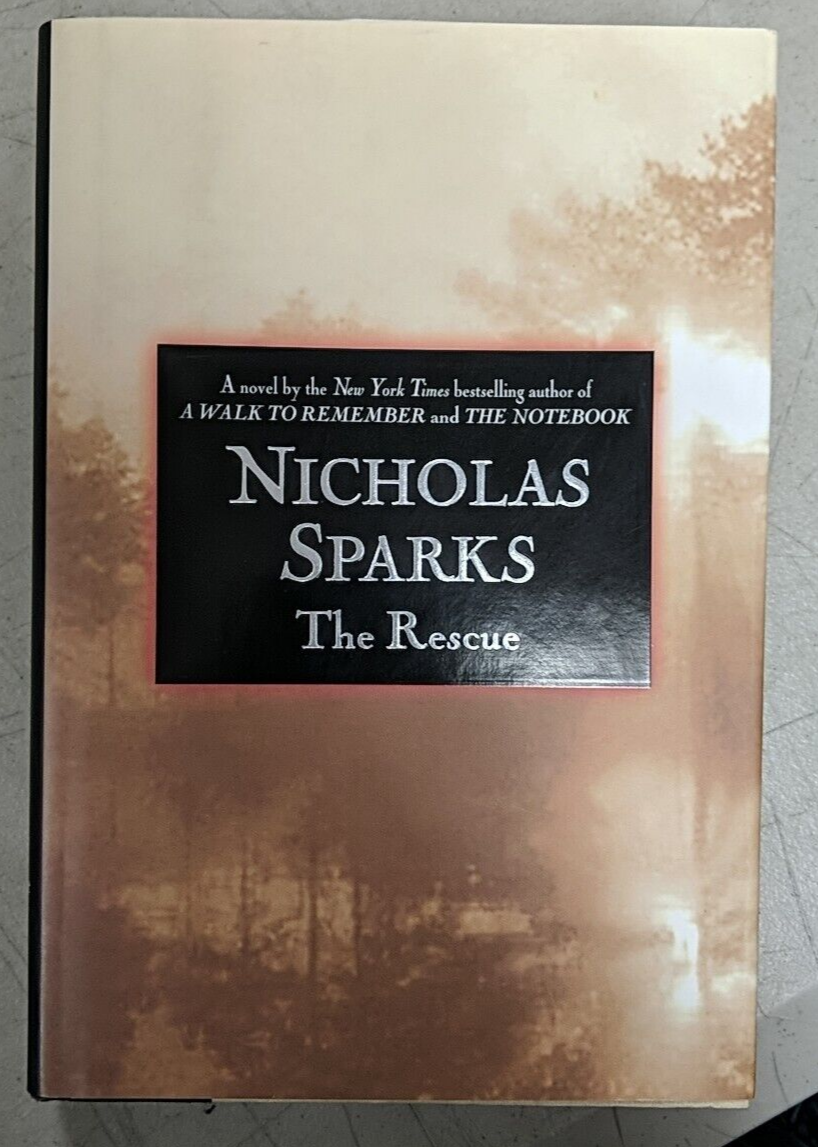 A novel by the New York Times bestselling author of
A WALK TO REMEMBER and THE NOTEBOOK
NICHOLAS
SPARKS
The Rescue